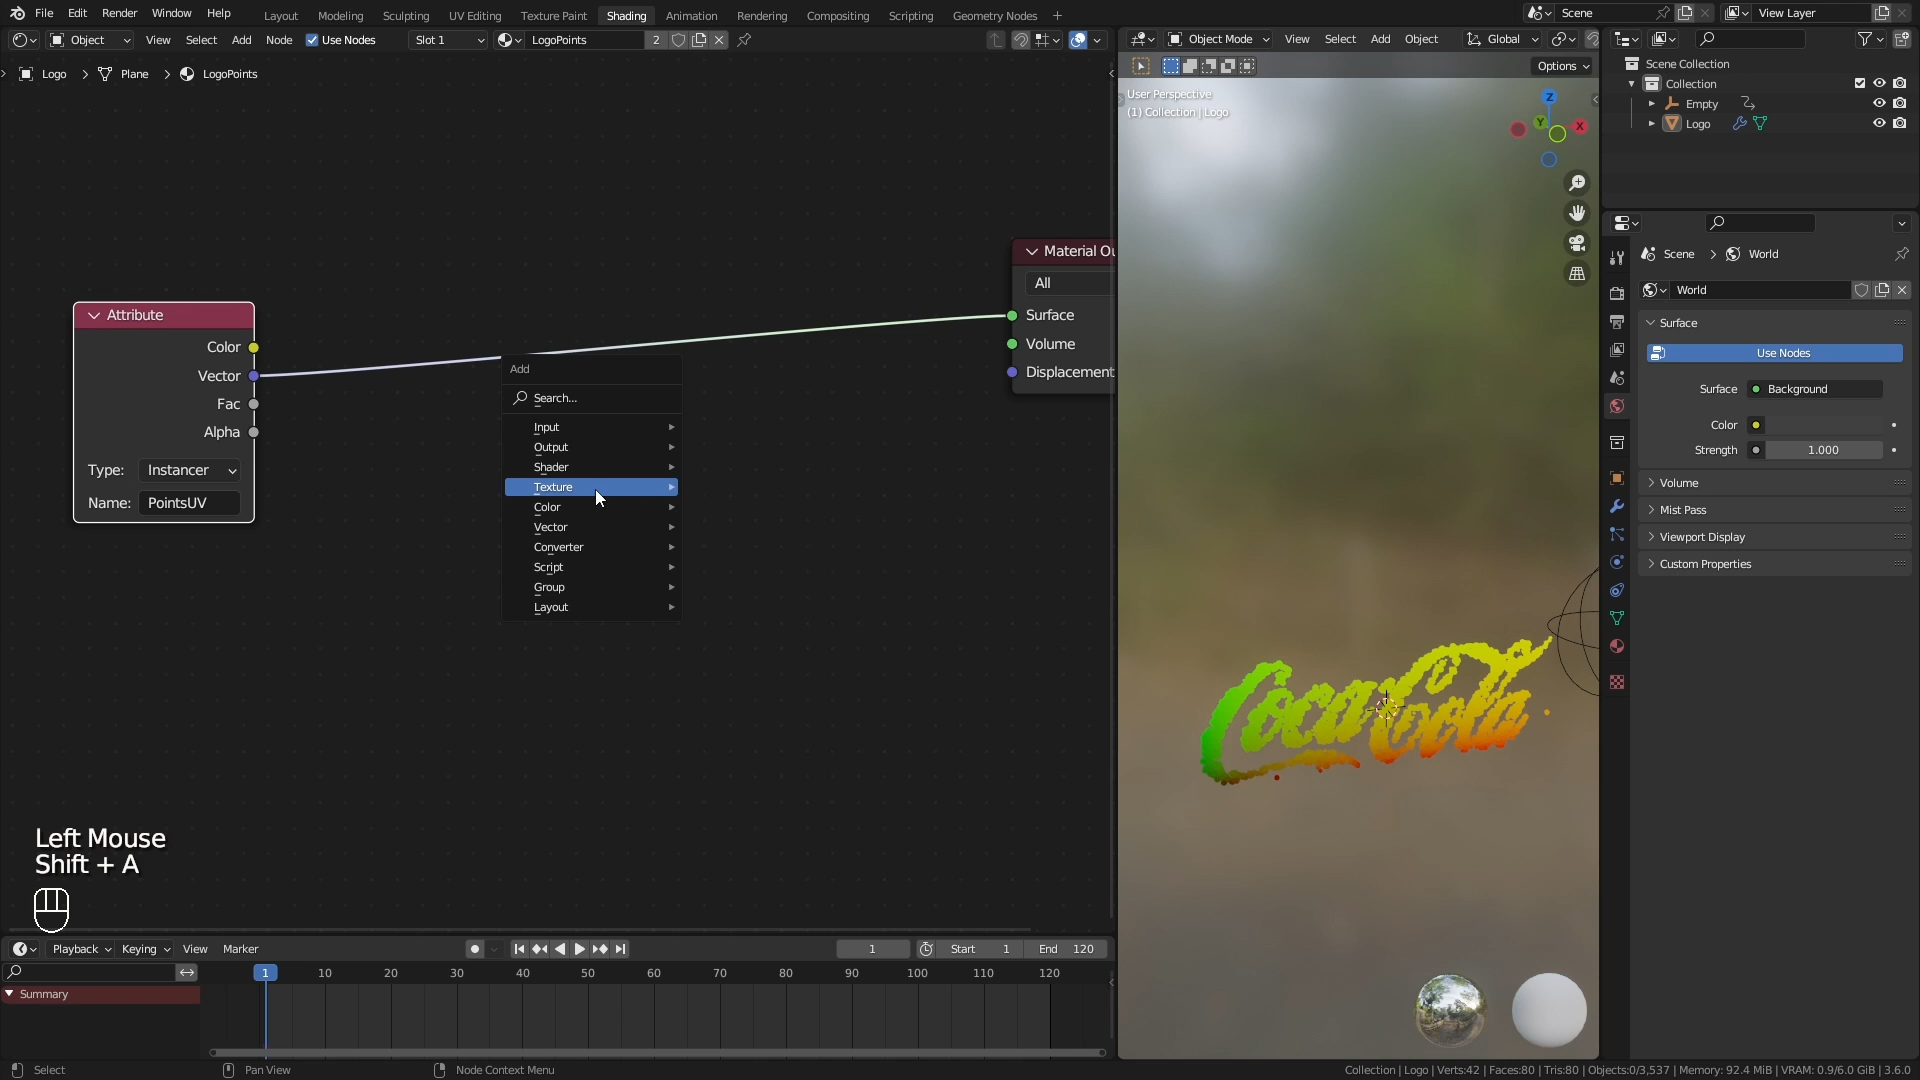 File Edit Render Window Help Layout Modeling Sculpting UV Editing Texture Paint Shading Animation Rendering Compositing Scripting Geometry Nodes + Scene View Layer
Object View Select Add Node Use Nodes Slot 1 LogoPoints 2
Object Mode View Select Add Object Global
Logo > Plane > LogoPoints
Options
User Perspective
(1) Collection | Logo
Z
Y
X
Scene Collection
Collection
Empty
Logo
Scene > World
World
Surface
Use Nodes
Surface Background
Color
Strength 1.000
Volume
Mist Pass
Viewport Display
Custom Properties
Attribute
Color
Vector
Fac
Alpha
Type: Instancer
Name: PointsUV
Material Ou
All
Surface
Volume
Displacement
Add
Search...
Input
Output
Shader
Texture
Color
Vector
Converter
Script
Group
Layout
Coca Cola
Left Mouse
Shift + A
Playback Keying View Marker 1 Start 1 End 120
1 10 20 30 40 50 60 70 80 90 100 110 120
Summary
Select Pan View Node Context Menu Collection | Logo | Verts:42 | Faces:80 | Tris:80 | Objects:0/3,537 | Memory: 92.4 MiB | VRAM: 0.9/6.0 GiB | 3.6.0